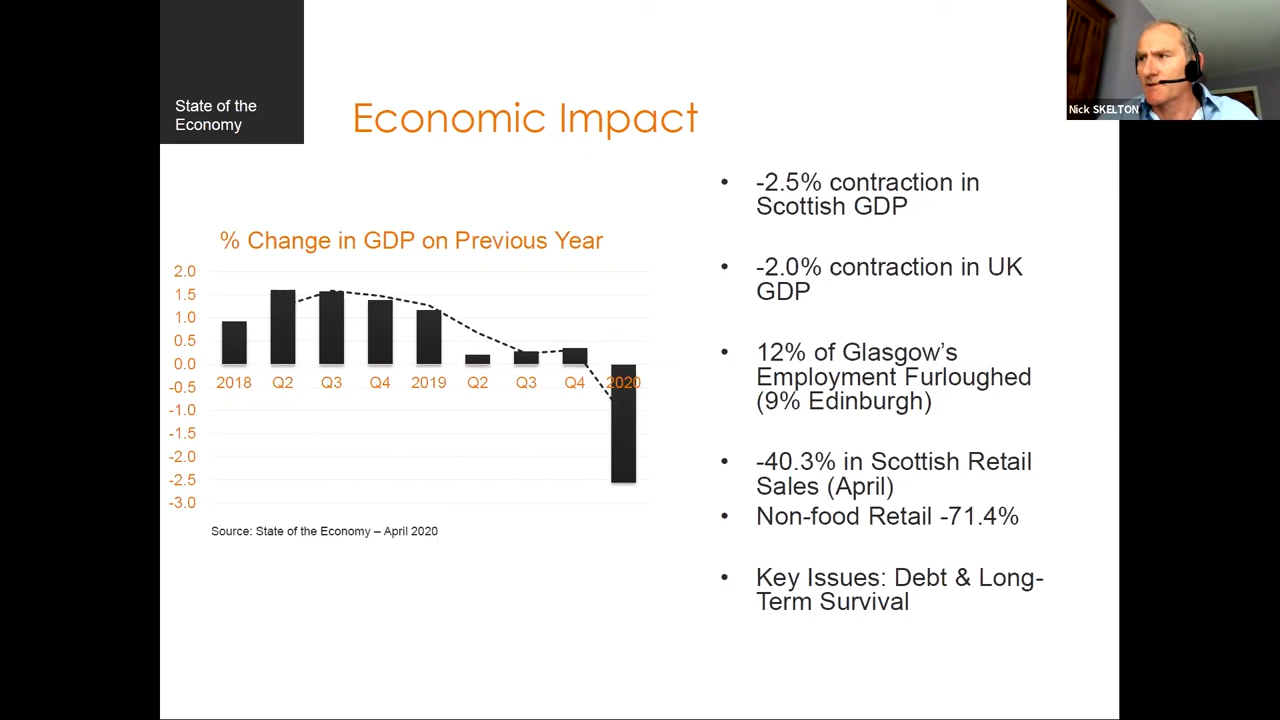 State of the
Economy
Economic Impact
Nick SKELTON
% Change in GDP on Previous Year
2.0
1.5
1.0
0.5
0.0
-0.5
-1.0
-1.5
-2.0
-2.5
-3.0
2018 Q2 Q3 Q4 2019 Q2 Q3 Q4 2020
Source: State of the Economy – April 2020
• -2.5% contraction in
Scottish GDP
• -2.0% contraction in UK
GDP
• 12% of Glasgow’s
Employment Furloughed
(9% Edinburgh)
• -40.3% in Scottish Retail
Sales (April)
• Non-food Retail -71.4%
• Key Issues: Debt & Long-
Term Survival